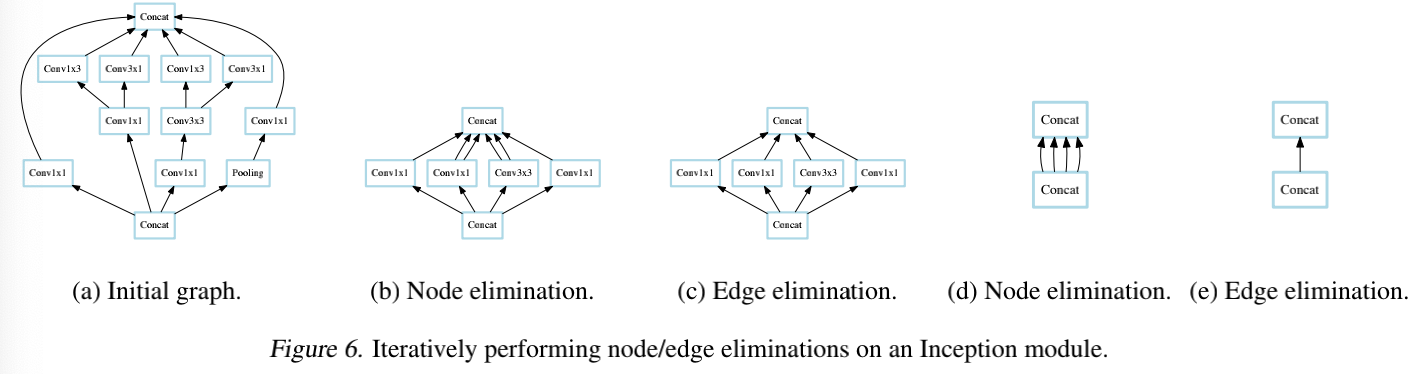 Concat
Conv1x3 Conv3x1 Conv1x3 Conv3x1
Conv1x1 Conv3x3 Conv1x1
Conv1x1 Conv1x1 Pooling
Concat
(a) Initial graph.
Concat
Conv1x1 Conv1x1 Conv3x3 Conv1x1
Concat
(b) Node elimination.
Concat
Conv1x1 Conv1x1 Conv3x3 Conv1x1
Concat
(c) Edge elimination.
Concat
Concat
(d) Node elimination.
Concat
Concat
(e) Edge elimination.
Figure 6. Iteratively performing node/edge eliminations on an Inception module.